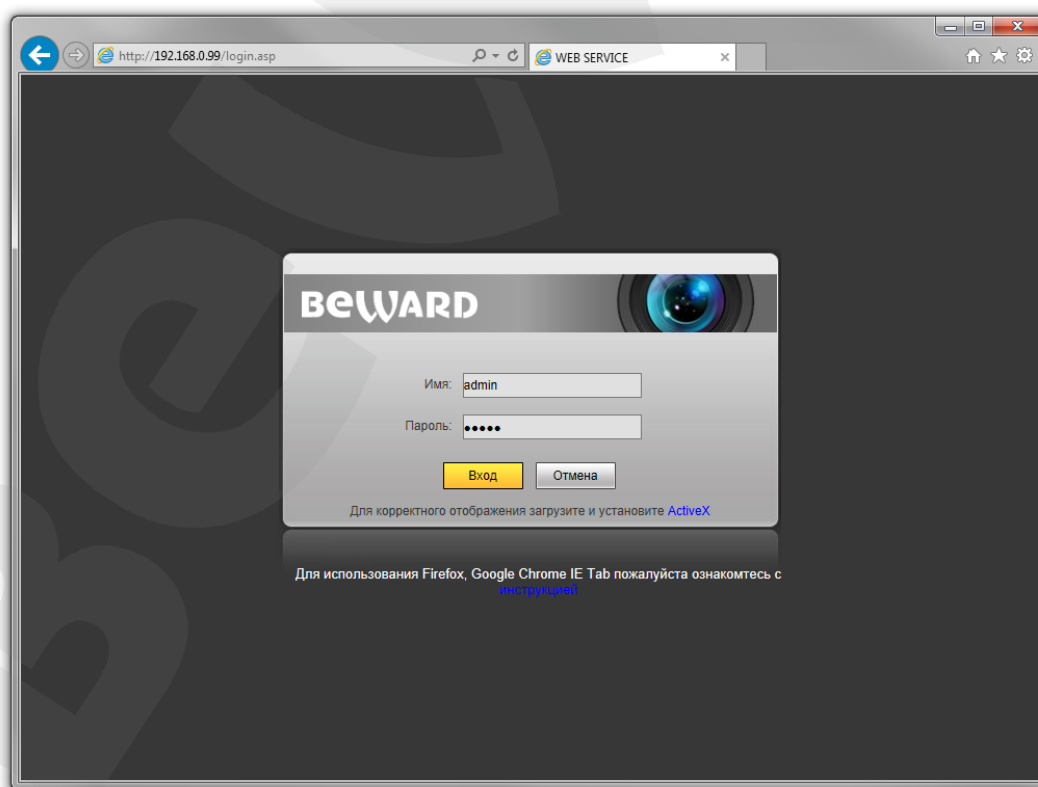 http://192.168.0.99/login.asp
WEB SERVICE
BEWARD
Имя: admin
Пароль: •••••
Вход
Отмена
Для корректного отображения загрузите и установите ActiveX
Для использования Firefox, Google Chrome IE Tab пожалуйста ознакомтесь с
инструкцией